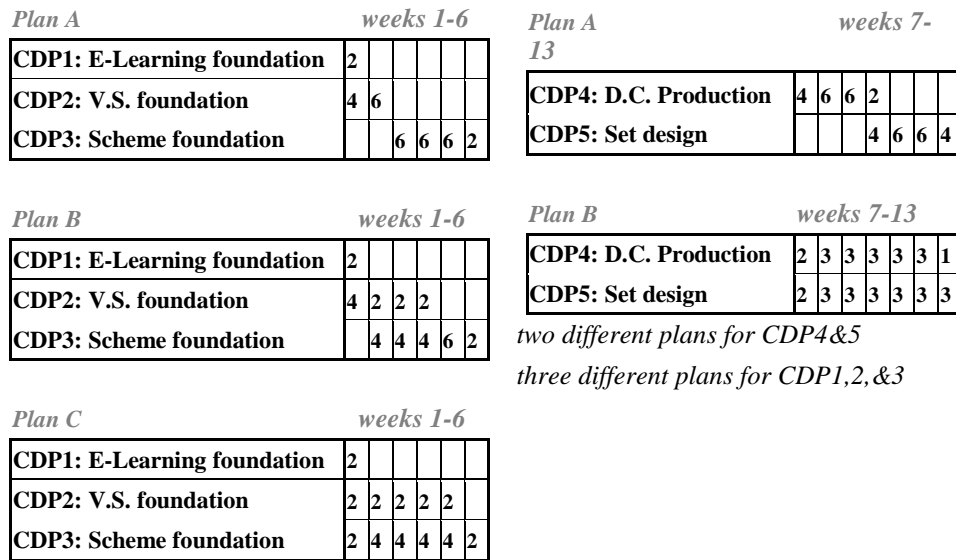 Plan A weeks 1-6
CDP1: E-Learning foundation 2
CDP2: V.S. foundation 4 6
CDP3: Scheme foundation 6 6 6 2
Plan B weeks 1-6
CDP1: E-Learning foundation 2
CDP2: V.S. foundation 4 2 2 2
CDP3: Scheme foundation 4 4 4 6 2
Plan C weeks 1-6
CDP1: E-Learning foundation 2
CDP2: V.S. foundation 2 2 2 2 2
CDP3: Scheme foundation 2 4 4 4 4 2
Plan A weeks 7-
13
CDP4: D.C. Production 4 6 6 2
CDP5: Set design 4 6 6 4
Plan B weeks 7-13
CDP4: D.C. Production 2 3 3 3 3 3 1
CDP5: Set design 2 3 3 3 3 3 3
two different plans for CDP4&5
three different plans for CDP1,2,&3